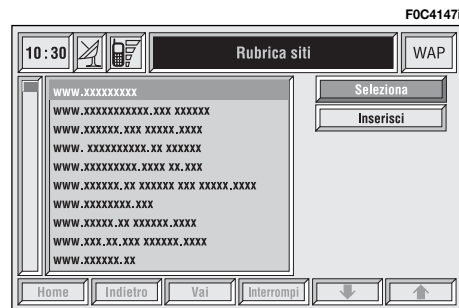 F0C4147i
10:30 Rubrica siti WAP
www.xxxxxxxxx
www.xxxxxxxxxxx.xxx xxxxxx
www.xxxxxx.xxx xxxxx.xxxx
www. xxxxxxxxxx.xx xxxxxx
www.xxxxxxxxx.xxxx xx.xxx
www.xxxxxx.xx xxxxxx xxx xxxxx.xxxx
www.xxxxxxxx.xxx
www.xxxxx.xx xxxxxx.xxxx
www.xxx.xx.xxx xxxxxx.xxxx
www.xxxxxx.xx
Seleziona
Inserisci
Home Indietro Vai Interrompi